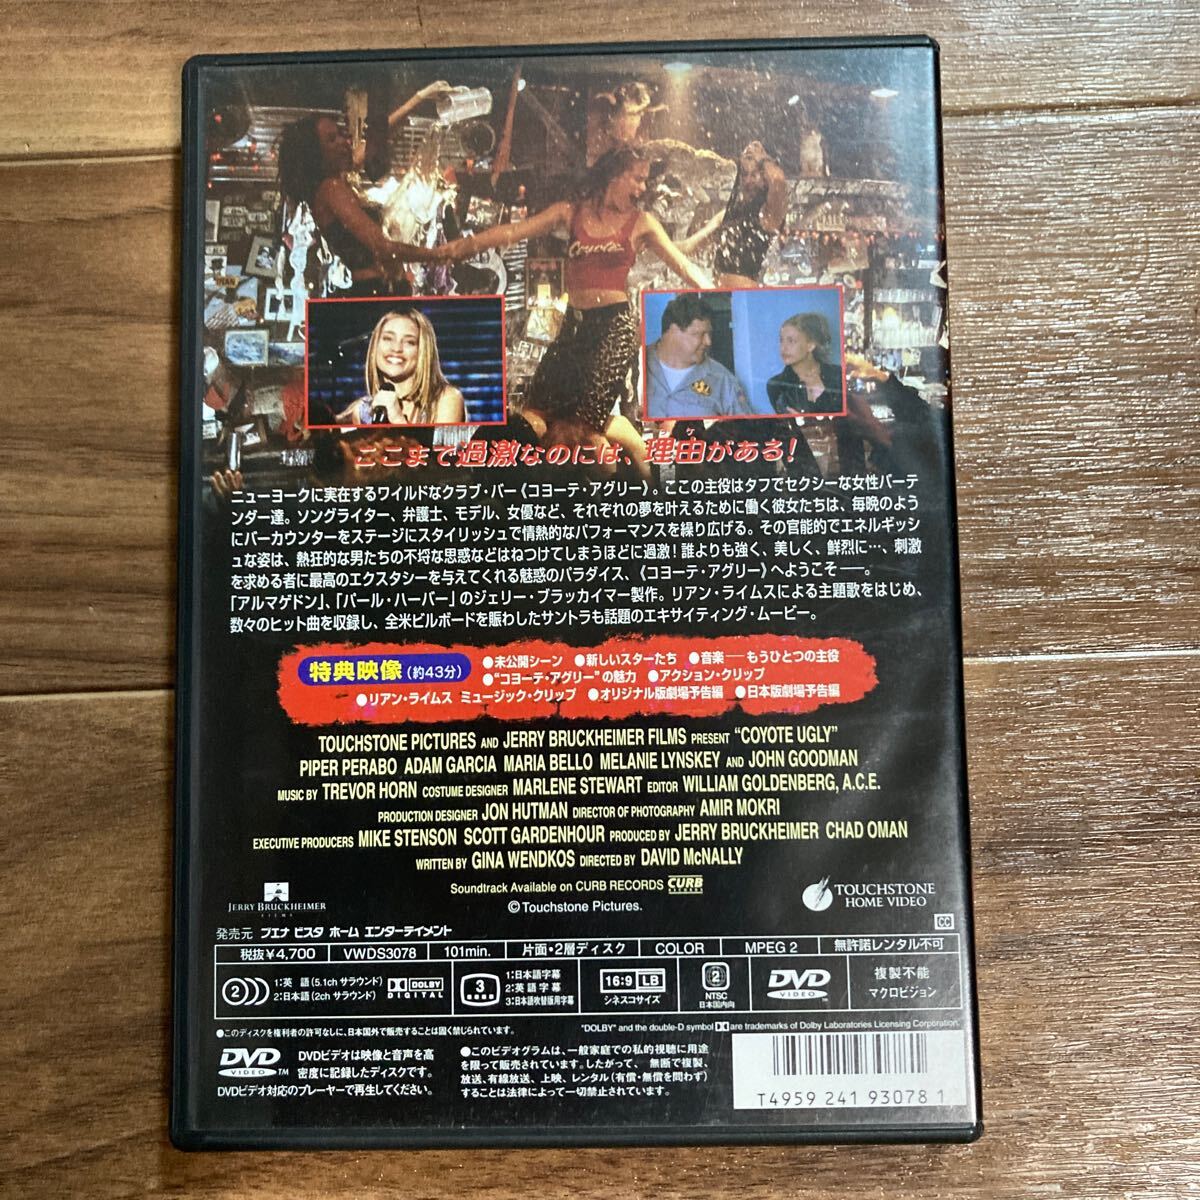 Coyote
ここまで過激なのには、理由がある!
ワケ
ニューヨークに実在するワイルドなクラブ・バー《コヨーテ・アグリー》。ここの主役はタフでセクシーな女性バーテ
ンダー達。ソングライター、弁護士、モデル、女優など、それぞれの夢を叶えるために働く彼女たちは、毎晩のよう
にバーカウンターをステージにスタイリッシュで情熱的なパフォーマンスを繰り広げる。その官能的でエネルギッシ
ュな姿は、熱狂的な男たちの不埒な思惑などはねつけてしまうほどに過激!誰よりも強く、美しく、鮮烈に…、刺激
を求める者に最高のエクスタシーを与えてくれる魅惑のパラダイス、《コヨーテ・アグリー》へようこそ――。
「アルマゲドン」、「パール・ハーバー」のジェリー・ブラッカイマー製作。リアン・ライムスによる主題歌をはじめ、
数々のヒット曲を収録し、全米ビルボードを賑わしたサントラも話題のエキサイティング・ムービー。
特典映像(約43分)
●未公開シーン ●新しいスターたち ●音楽――もうひとつの主役
●“コヨーテ・アグリー”の魅力 ●アクション・クリップ
●リアン・ライムス ミュージック・クリップ ●オリジナル版劇場予告編 ●日本版劇場予告編
TOUCHSTONE PICTURES AND JERRY BRUCKHEIMER FILMS PRESENT “COYOTE UGLY”
PIPER PERABO ADAM GARCIA MARIA BELLO MELANIE LYNSKEY AND JOHN GOODMAN
MUSIC BY TREVOR HORN COSTUME DESIGNER MARLENE STEWART EDITOR WILLIAM GOLDENBERG, A.C.E.
PRODUCTION DESIGNER JON HUTMAN DIRECTOR OF PHOTOGRAPHY AMIR MOKRI
EXECUTIVE PRODUCERS MIKE STENSON SCOTT GARDENHOUR PRODUCED BY JERRY BRUCKHEIMER CHAD OMAN
WRITTEN BY GINA WENDKOS DIRECTED BY DAVID McNALLY
Soundtrack Available on CURB RECORDS CURB RECORDS
©Touchstone Pictures.
JERRY BRUCKHEIMER
FILMS
TOUCHSTONE
HOME VIDEO
CC
発売元 ブエナ ビスタ ホーム エンターテイメント
税抜¥4,700 VWDS3078 101min. 片面・2層ディスク COLOR MPEG 2 無許諾レンタル不可
2
1:英 語(5.1ch サラウンド)
2:日本語(2ch サラウンド)
DOLBY
DIGITAL
3
1:日本語字幕
2:英語字幕
3:日本語吹替版用字幕
16:9 LB
シネスコサイズ
2
NTSC
日本国内向
DVD
VIDEO
複製不能
マクロビジョン
●このディスクを権利者の許可なしに、日本国外で販売することは固く禁じられています。
"DOLBY" and the double-D symbol are trademarks of Dolby Laboratories Licensing Corporation.
DVD
VIDEO TM
DVDビデオは映像と音声を高
密度に記録したディスクです。
DVDビデオ対応のプレーヤーで再生してください。
●このビデオグラムは、一般家庭での私的視聴に用途
を限って販売されています。したがって、無断で複製、
放送、有線放送、上映、レンタル(有償・無償を問わず)
することは法律によって一切禁止されています。
T4959 241 93078 1